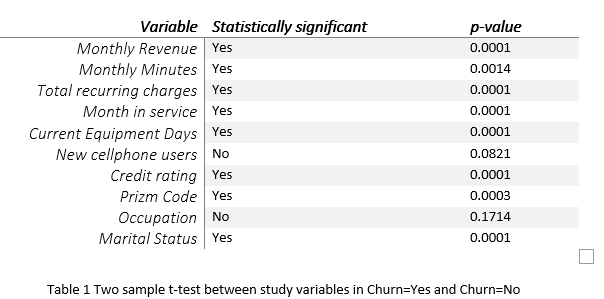 Variable Statistically significant p-value
Monthly Revenue Yes 0.0001
Monthly Minutes Yes 0.0014
Total recurring charges Yes 0.0001
Month in service Yes 0.0001
Current Equipment Days Yes 0.0001
New cellphone users No 0.0821
Credit rating Yes 0.0001
Prizm Code Yes 0.0003
Occupation No 0.1714
Marital Status Yes 0.0001
Table 1 Two sample t-test between study variables in Churn=Yes and Churn=No